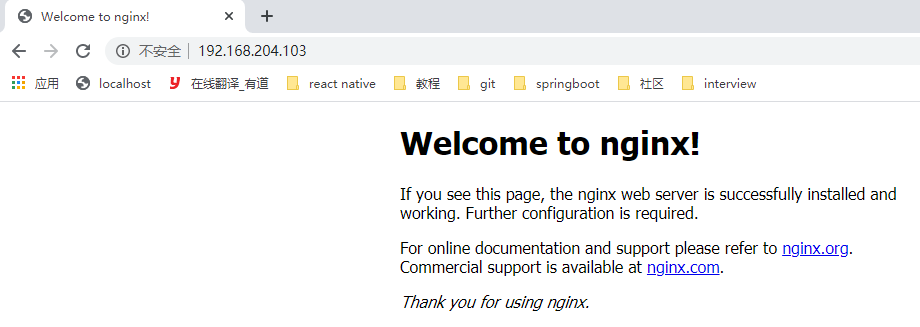 Welcome to nginx!
不安全 192.168.204.103
应用 localhost 在线翻译_有道 react native 教程 git springboot 社区 interview
Welcome to nginx!
If you see this page, the nginx web server is successfully installed and
working. Further configuration is required.
For online documentation and support please refer to nginx.org.
Commercial support is available at nginx.com.
Thank you for using nginx.